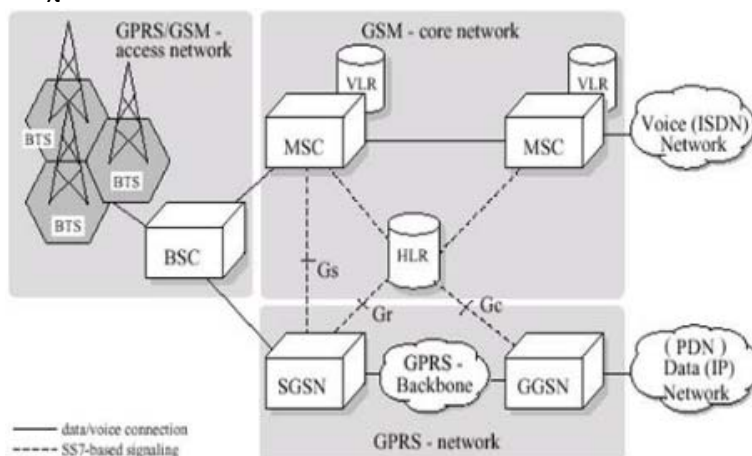 N
GPRS/GSM -
access network
GSM - core network
VLR
VLR
BTS
BTS
BTS
MSC
MSC
Voice (ISDN)
Network
BSC
HLR
Gs
Gr
Gc
SGSN
GPRS -
Backbone
GGSN
( PDN )
Data (IP)
Network
data/voice connection
SS7-based signaling
GPRS - network